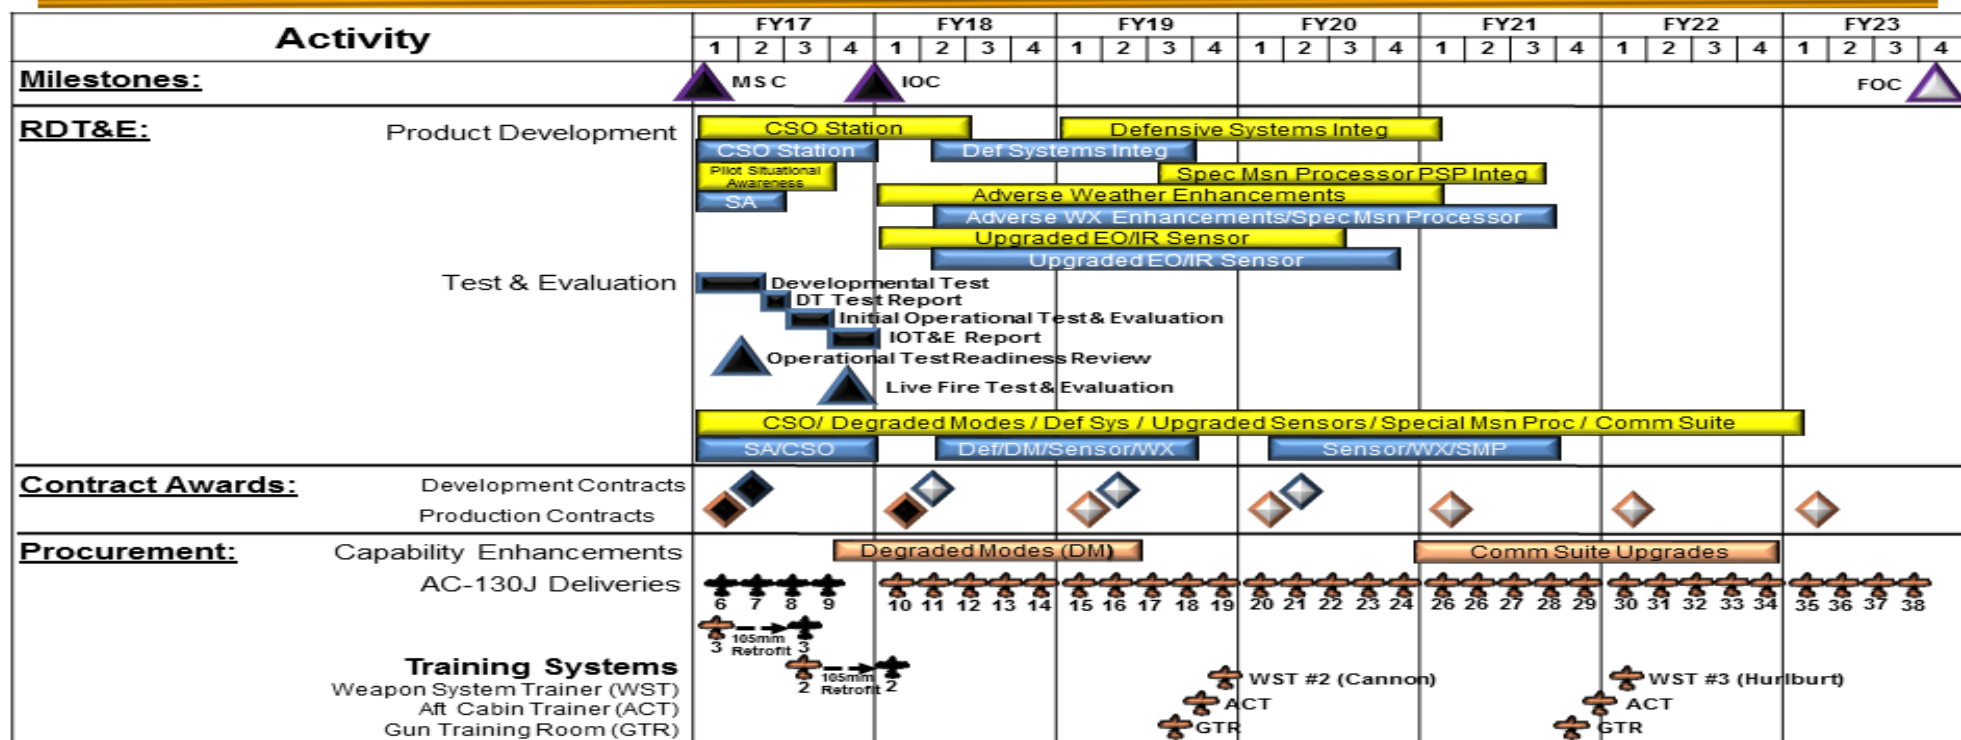 Activity
FY17 FY18 FY19 FY20 FY21 FY22 FY23
1 2 3 4 1 2 3 4 1 2 3 4 1 2 3 4 1 2 3 4 1 2 3 4 1 2 3 4
Milestones: MSC IOC FOC
RDT&E: Product Development
CSO Station Defensive Systems Integ
CSO Station Def Systems Integ
Pilot Situational
Awareness
Spec Msn Processor PSP Integ
SA
Adverse Weather Enhancements
Adverse WX Enhancements/Spec Msn Processor
Upgraded EO/IR Sensor
Upgraded EO/IR Sensor
Test & Evaluation
Developmental Test
DT Test Report
Initial Operational Test & Evaluation
IOT&E Report
Operational Test Readiness Review
Live Fire Test & Evaluation
CSO/ Degraded Modes / Def Sys / Upgraded Sensors / Special Msn Proc / Comm Suite
SA/CSO Def/DM/Sensor/WX Sensor/WX/SMP
Contract Awards: Development Contracts
Production Contracts
Procurement: Capability Enhancements Degraded Modes (DM) Comm Suite Upgrades
AC-130J Deliveries
6 7 8 9 10 11 12 13 14 15 16 17 18 19 20 21 22 23 24 26 26 27 28 29 30 31 32 33 34 35 36 37 38
3 105mm 3
Retrofit
Training Systems
2 105mm 2
Retrofit
Weapon System Trainer (WST) WST #2 (Cannon) WST #3 (Hurlburt)
Aft Cabin Trainer (ACT) ACT ACT
Gun Training Room (GTR) GTR GTR